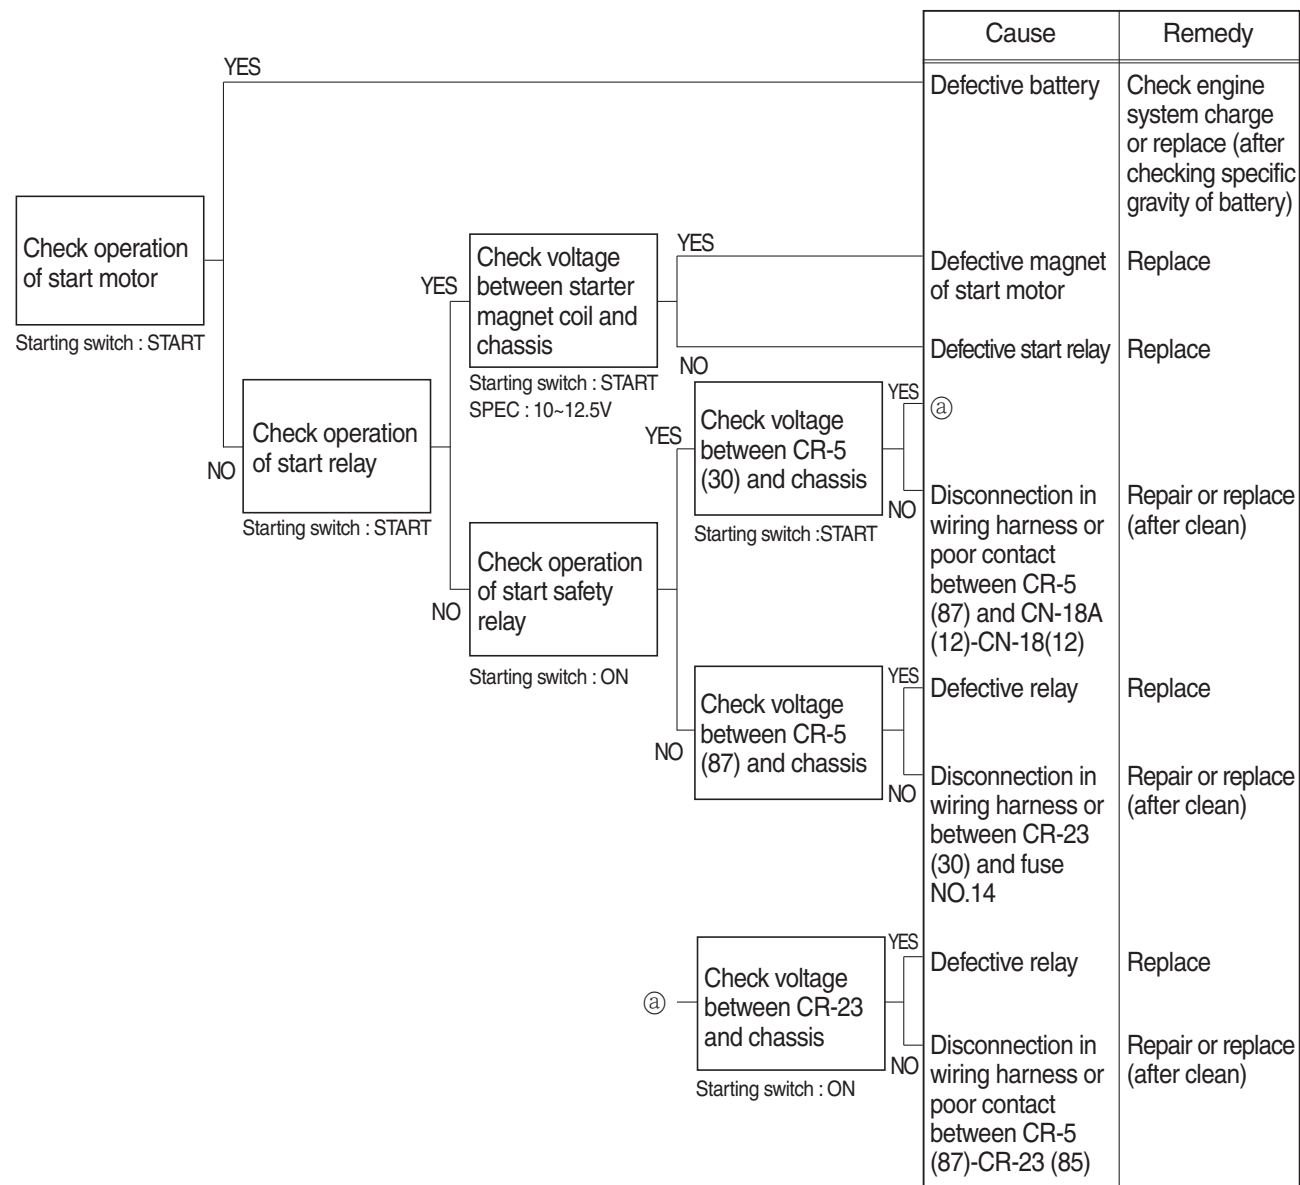 Cause
Remedy
YES
Defective battery
Check engine
system charge
or replace (after
checking specific
gravity of battery)
Check operation
of start motor
Starting switch : START
YES
Check voltage
between starter
magnet coil and
chassis
Starting switch : START
SPEC : 10~12.5V
YES
Defective magnet
of start motor
Replace
NO
Defective start relay
Replace
NO
Check operation
of start relay
Starting switch : START
YES
Check voltage
between CR-5
(30) and chassis
Starting switch :START
YES
ⓐ
NO
Disconnection in
wiring harness or
poor contact
between CR-5
(87) and CN-18A
(12)-CN-18(12)
Repair or replace
(after clean)
NO
Check operation
of start safety
relay
Starting switch : ON
NO
Check voltage
between CR-5
(87) and chassis
YES
Defective relay
Replace
NO
Disconnection in
wiring harness or
between CR-23
(30) and fuse
NO.14
Repair or replace
(after clean)
ⓐ
Check voltage
between CR-23
and chassis
Starting switch : ON
YES
Defective relay
Replace
NO
Disconnection in
wiring harness or
poor contact
between CR-5
(87)-CR-23 (85)
Repair or replace
(after clean)